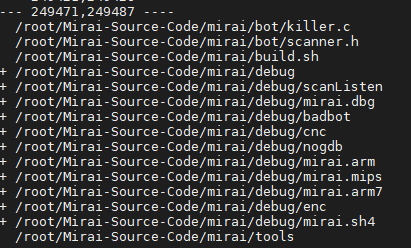 --- 249471,249487 ----
/root/Mirai-Source-Code/mirai/bot/killer.c
/root/Mirai-Source-Code/mirai/bot/scanner.h
/root/Mirai-Source-Code/mirai/build.sh
+ /root/Mirai-Source-Code/mirai/debug
+ /root/Mirai-Source-Code/mirai/debug/scanListen
+ /root/Mirai-Source-Code/mirai/debug/mirai.dbg
+ /root/Mirai-Source-Code/mirai/debug/badbot
+ /root/Mirai-Source-Code/mirai/debug/cnc
+ /root/Mirai-Source-Code/mirai/debug/nogdb
+ /root/Mirai-Source-Code/mirai/debug/mirai.arm
+ /root/Mirai-Source-Code/mirai/debug/mirai.mips
+ /root/Mirai-Source-Code/mirai/debug/mirai.arm7
+ /root/Mirai-Source-Code/mirai/debug/enc
+ /root/Mirai-Source-Code/mirai/debug/mirai.sh4
/root/Mirai-Source-Code/mirai/tools